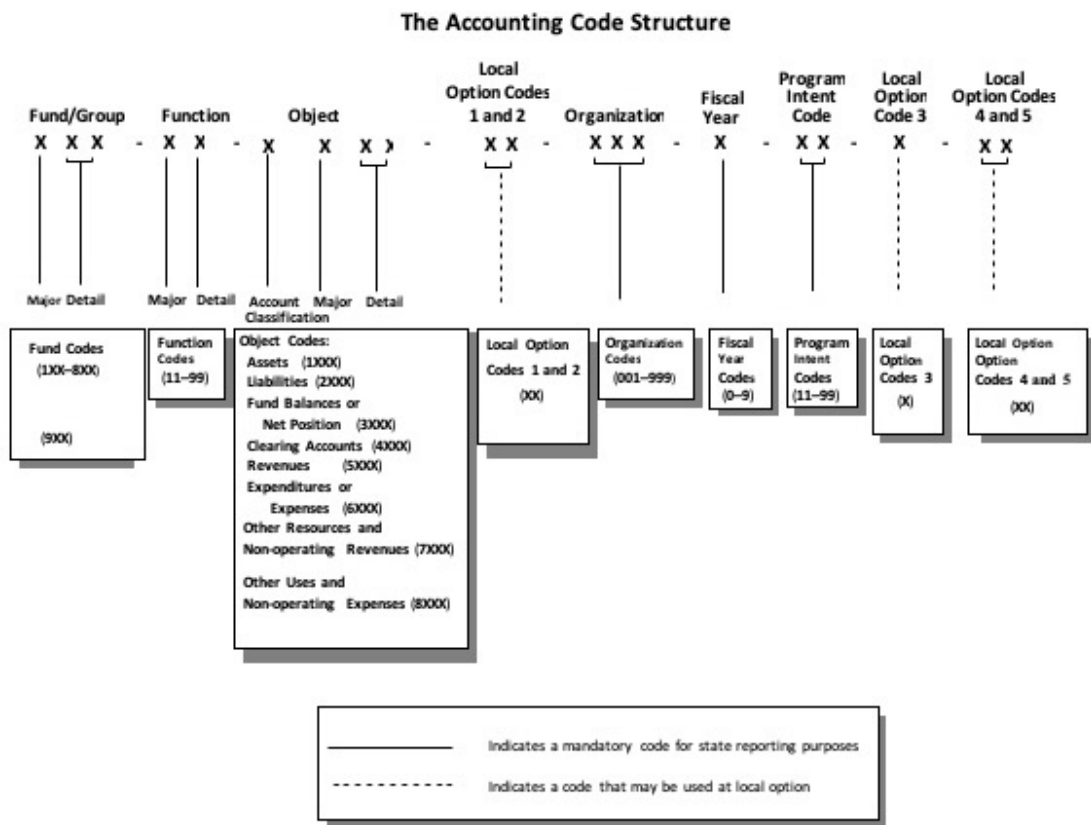 The Accounting Code Structure
Local
Option Codes
1 and 2
Program
Intent
Code
Local
Option
Code 3
Local
Option Codes
4 and 5
Fiscal
Year
Fund/Group Function Object Organization
X X X - X X - X X X X - X X - X X X - X - X X - X - X X
Major Detail Major Detail Account Classification Major Detail
Fund Codes
(1XX–8XX)
(9XX)
Function
Codes
(11–99)
Object Codes:
Assets (1XXX)
Liabilities (2XXX)
Fund Balances or
Net Position (3XXX)
Clearing Accounts (4XXX)
Revenues (5XXX)
Expenditures or
Expenses (6XXX)
Other Resources and
Non-operating Revenues (7XXX)
Other Uses and
Non-operating Expenses (8XXX)
Local Option
Codes 1 and 2
(XX)
Organization
Codes
(001–999)
Fiscal
Year
Codes
(0–9)
Program
Intent
Codes
(11–99)
Local
Option
Codes 3
(X)
Local Option
Option
Codes 4 and 5
(XX)
Indicates a mandatory code for state reporting purposes
Indicates a code that may be used at local option